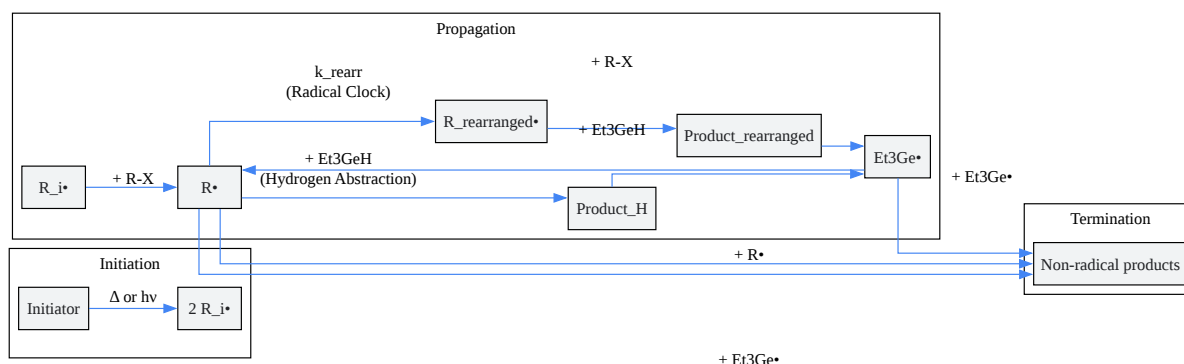 Propagation
+ R-X
k_rearr
(Radical Clock)
R_rearranged•
+ Et3GeH
Product_rearranged
Et3Ge•
+ Et3GeH
(Hydrogen Abstraction)
R_i•
+ R-X
R•
Product_H
+ Et3Ge•
Termination
+ R•
Non-radical products
Initiation
Initiator
Δ or hν
2 R_i•
+ Et3Ge•